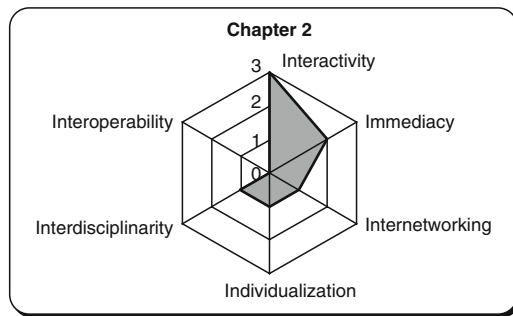 Chapter 2
Interactivity
3
2
1
0
Immediacy
Internetworking
Individualization
Interdisciplinarity
Interoperability